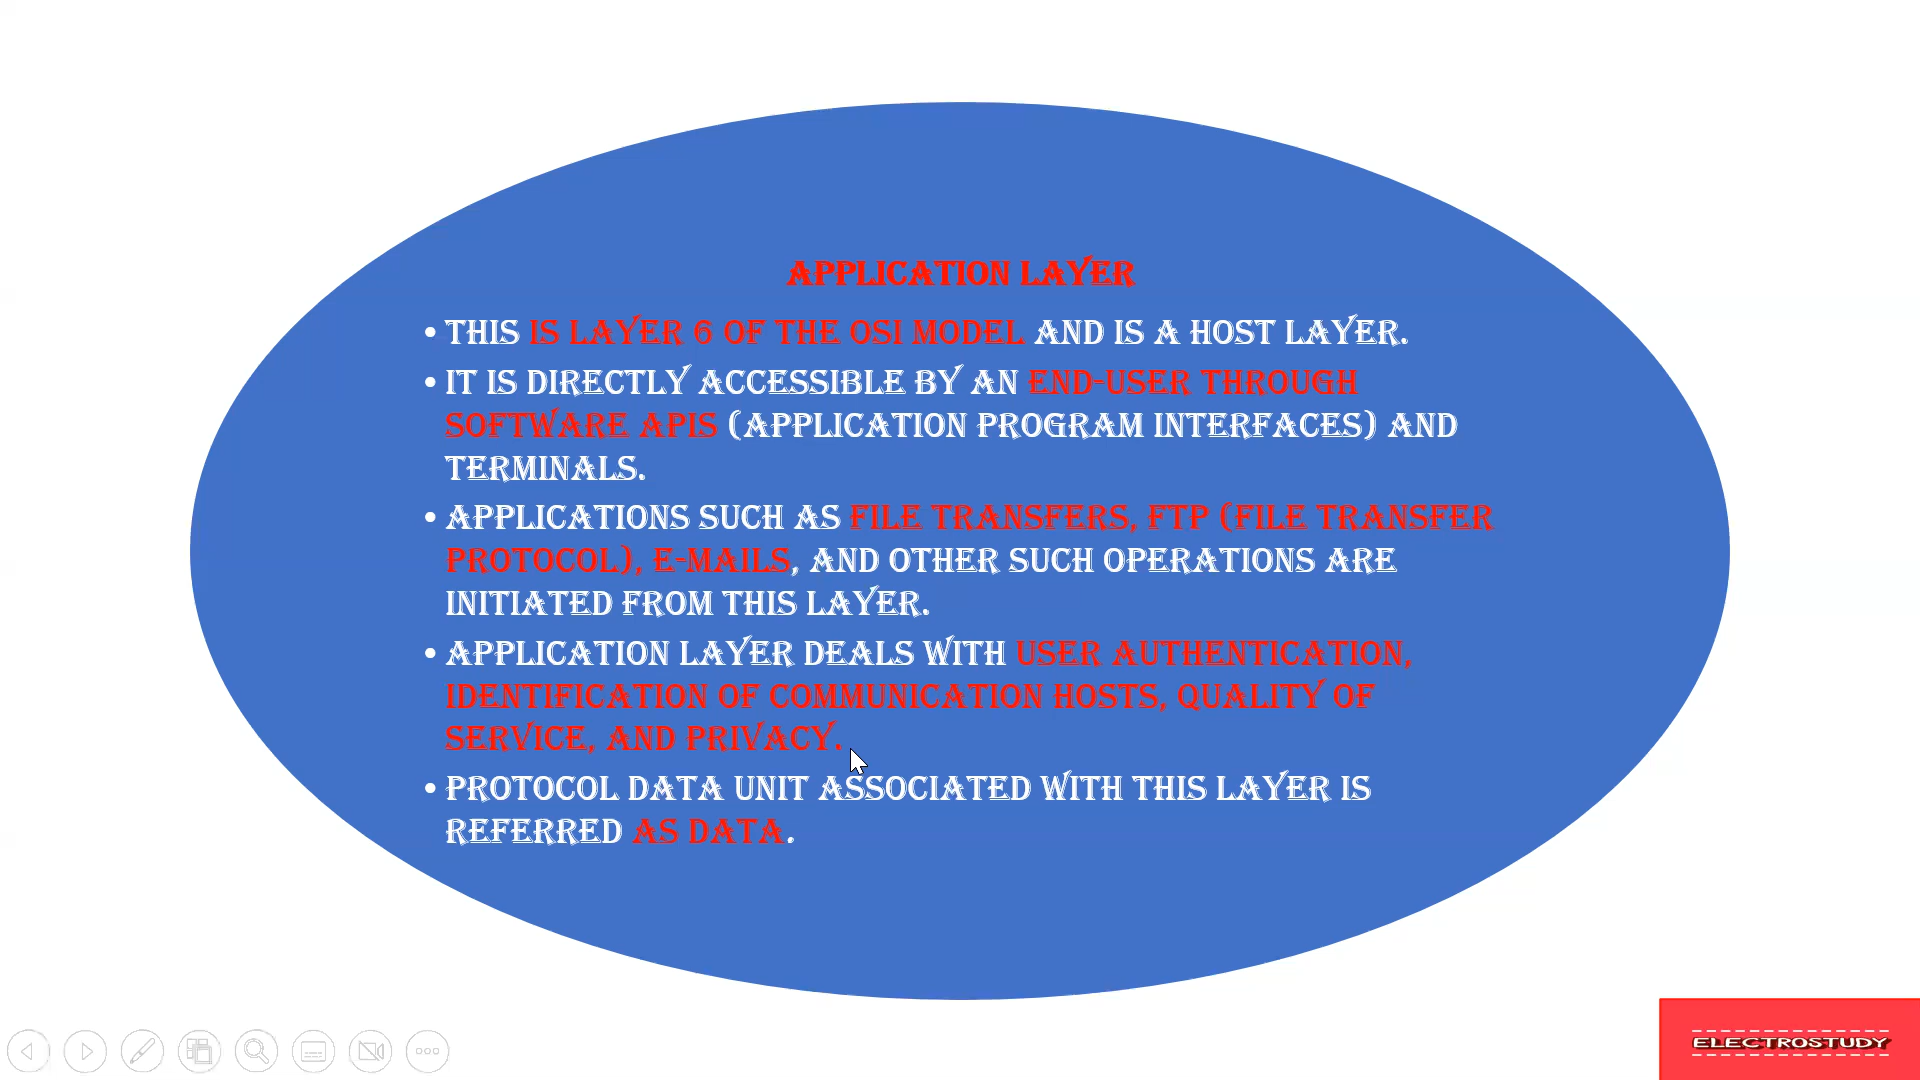 APPLICATION LAYER
• THIS IS LAYER 6 OF THE OSI MODEL AND IS A HOST LAYER.
• IT IS DIRECTLY ACCESSIBLE BY AN END-USER THROUGH
SOFTWARE APIS (APPLICATION PROGRAM INTERFACES) AND
TERMINALS.
• APPLICATIONS SUCH AS FILE TRANSFERS, FTP (FILE TRANSFER
PROTOCOL), E-MAILS, AND OTHER SUCH OPERATIONS ARE
INITIATED FROM THIS LAYER.
• APPLICATION LAYER DEALS WITH USER AUTHENTICATION,
IDENTIFICATION OF COMMUNICATION HOSTS, QUALITY OF
SERVICE, AND PRIVACY.
• PROTOCOL DATA UNIT ASSOCIATED WITH THIS LAYER IS
REFERRED AS DATA.
ELECTROSTUDY